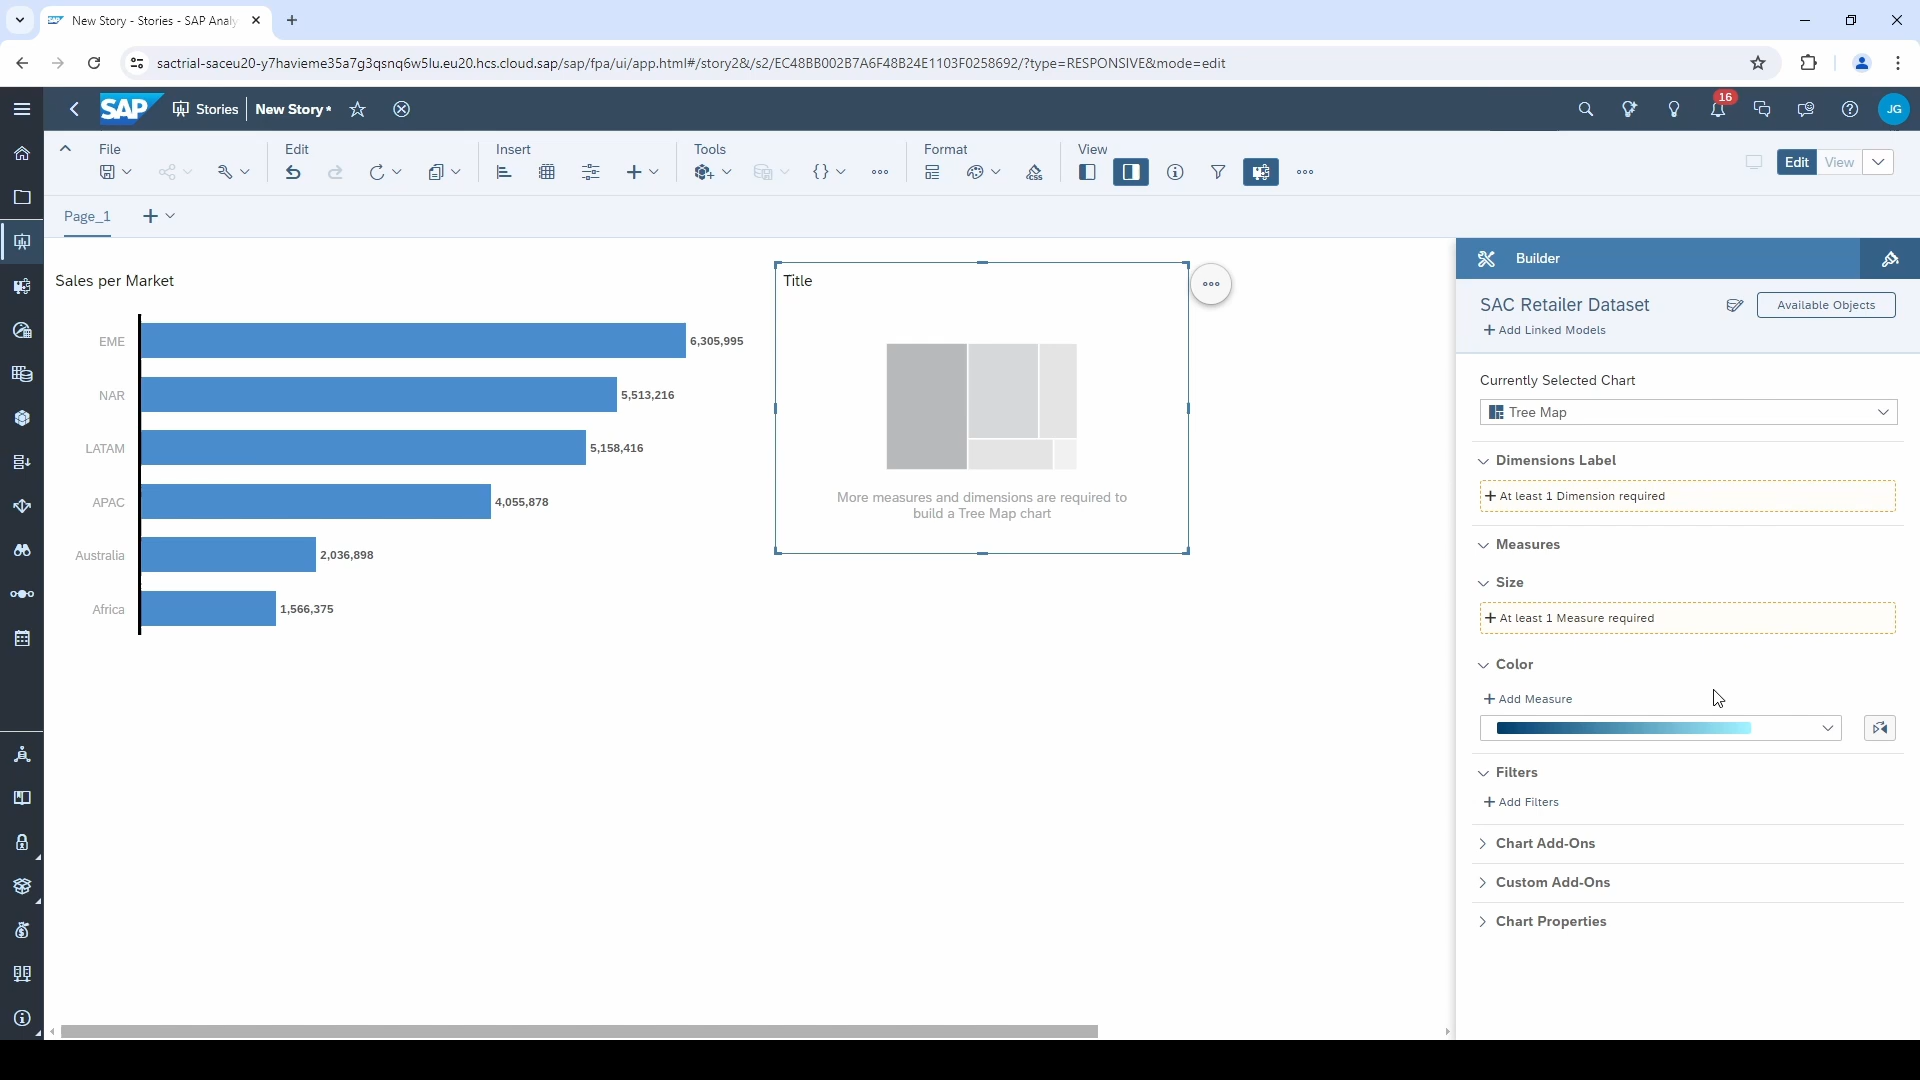 New Story - Stories - SAP Analy
sactrial-saceu20-y7havieme35a7g3qsnq6w5lu.eu20.hcs.cloud.sap/sap/fpa/ui/app.html#/story2&/s2/EC48BB002B7A6F48B24E1103F0258692/?type=RESPONSIVE&mode=edit
SAP Stories New Story*
16
JG
File Edit Insert Tools Format View
Edit View
Page_1
Sales per Market
EME 6,305,995
NAR 5,513,216
LATAM 5,158,416
APAC 4,055,878
Australia 2,036,898
Africa 1,566,375
Title
More measures and dimensions are required to
build a Tree Map chart
Builder
SAC Retailer Dataset Available Objects
+ Add Linked Models
Currently Selected Chart
Tree Map
Dimensions Label
+ At least 1 Dimension required
Measures
Size
+ At least 1 Measure required
Color
+ Add Measure
Filters
+ Add Filters
Chart Add-Ons
Custom Add-Ons
Chart Properties